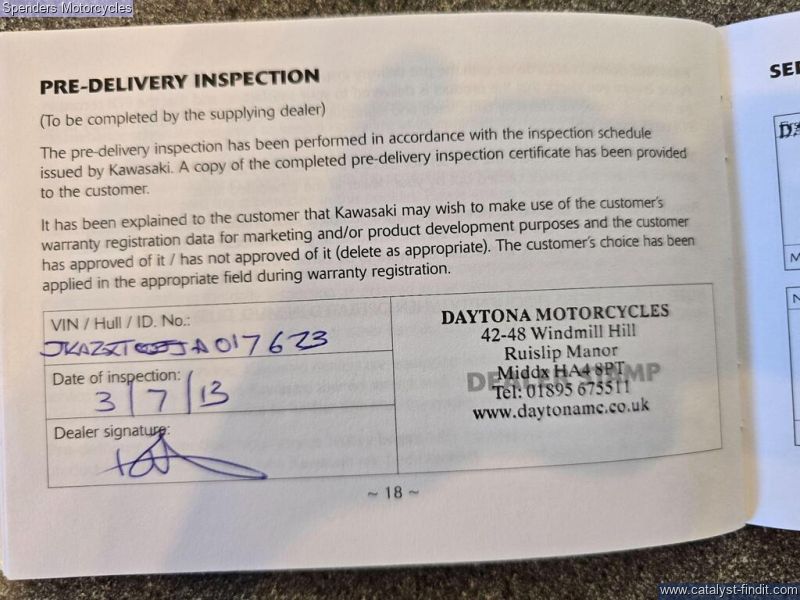 Spenders Motorcycles
PRE-DELIVERY INSPECTION
(To be completed by the supplying dealer)
The pre-delivery inspection has been performed in accordance with the inspection schedule
issued by Kawasaki. A copy of the completed pre-delivery inspection certificate has been provided
to the customer.
It has been explained to the customer that Kawasaki may wish to make use of the customer's
warranty registration data for marketing and/or product development purposes and the customer
has approved of it / has not approved of it (delete as appropriate). The customer's choice has been
applied in the appropriate field during warranty registration.
VIN / Hull / ID. No.:
Date of inspection:
3/7/13
Dealer signature:
DAYTONA MOTORCYCLES
42-48 Windmill Hill
Ruislip Manor
Middx HA4 8PT
DEALER STAMP
Tel: 01895 675511
www.daytonamc.co.uk
~ 18 ~
SE
www.catalyst-findit.com